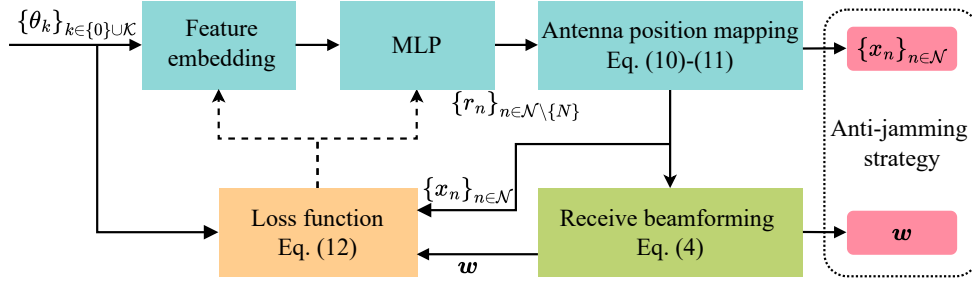 {θ_k}_{k∈{0}∪𝒦}
Feature
embedding
MLP
Antenna position mapping
Eq. (10)-(11)
{x_n}_{n∈𝒩}
{r_n}_{n∈𝒩\{N}}
Anti-jamming
strategy
{x_n}_{n∈𝒩}
Loss function
Eq. (12)
Receive beamforming
Eq. (4)
w
w